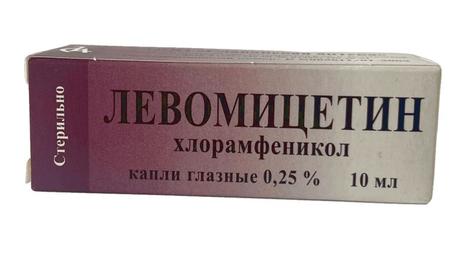 Стерильно
ЛЕВОМИЦЕТИН
хлорамфеникол
капли глазные 0,25 % 10 мл